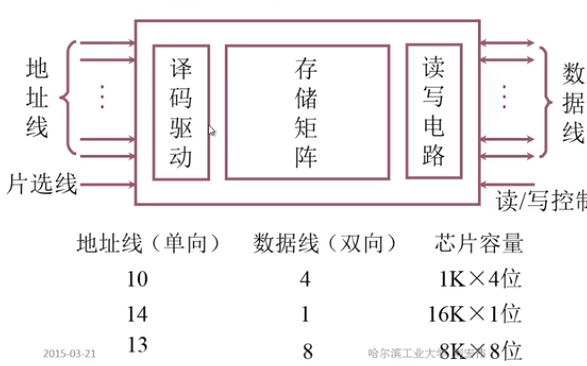 地址线
译码驱动
存储矩阵
读写电路
数据线
片选线
读/写控制
地址线（单向） 数据线（双向） 芯片容量
10 4 1K×4位
14 1 16K×1位
13 8 8K×8位
2015-03-21 哈尔滨工业大学